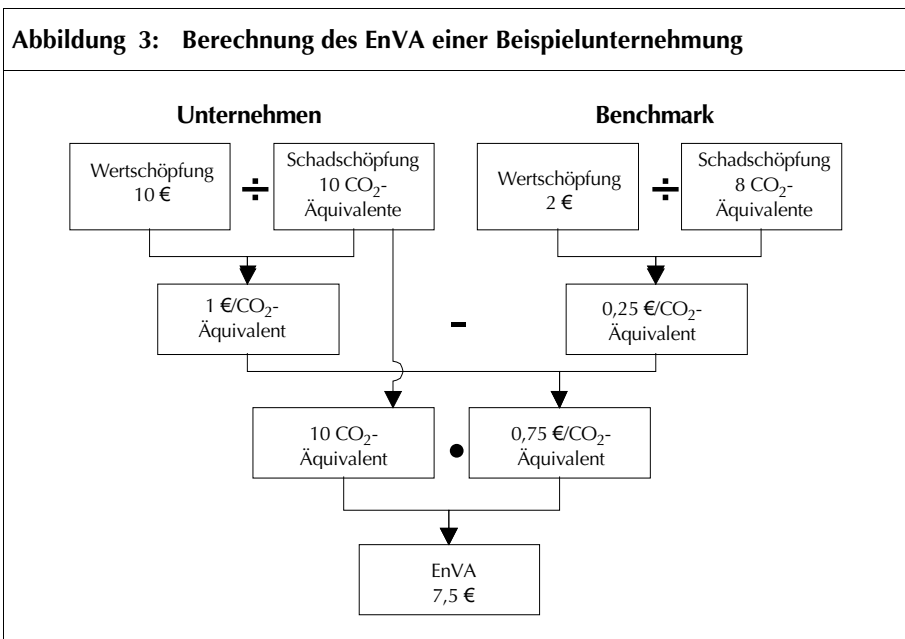 Abbildung 3: Berechnung des EnVA einer Beispielunternehmung
Unternehmen
Benchmark
Wertschöpfung
10 €
÷
Schadschöpfung
10 CO₂-
Äquivalente
Wertschöpfung
2 €
÷
Schadschöpfung
8 CO₂-
Äquivalente
1 €/CO₂-
Äquivalent
-
0,25 €/CO₂-
Äquivalent
10 CO₂-
Äquivalent
•
0,75 €/CO₂-
Äquivalent
EnVA
7,5 €